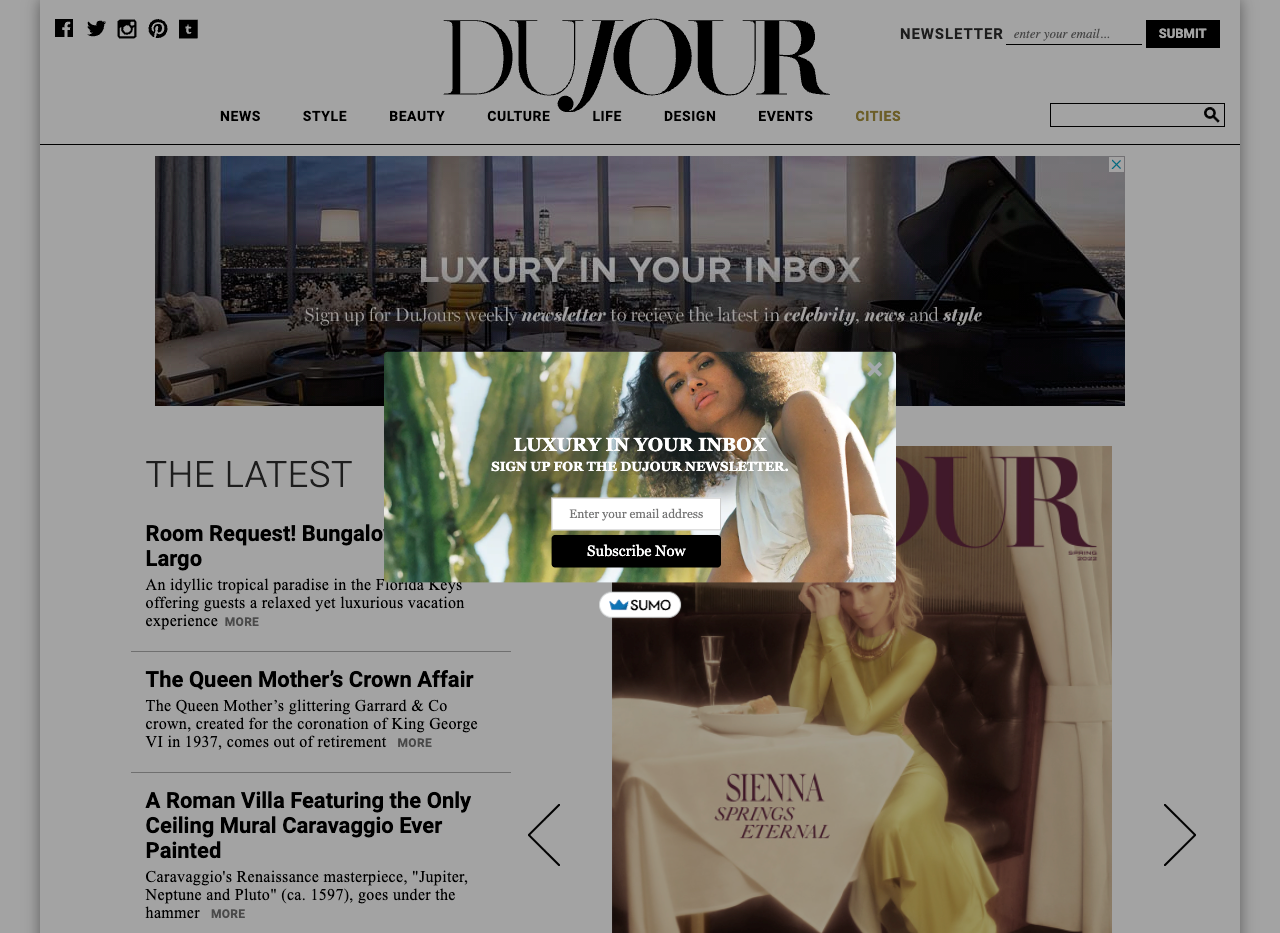 DUJOUR
NEWSLETTER enter your email... SUBMIT
NEWS STYLE BEAUTY CULTURE LIFE DESIGN EVENTS CITIES
LUXURY IN YOUR INBOX
Sign up for DuJours weekly newsletter to recieve the latest in celebrity, news and style
LUXURY IN YOUR INBOX
SIGN UP FOR THE DUJOUR NEWSLETTER.
Enter your email address
Subscribe Now
SUMO
THE LATEST
Room Request!
Largo
An idyllic tropical paradise in the Florida Keys
offering guests a relaxed yet luxurious vacation
experience MORE
The Queen Mother’s Crown Affair
The Queen Mother’s glittering Garrard & Co
crown, created for the coronation of King George
VI in 1937, comes out of retirement MORE
A Roman Villa Featuring the Only
Ceiling Mural Caravaggio Ever
Painted
Caravaggio's Renaissance masterpiece, "Jupiter,
Neptune and Pluto" (ca. 1597), goes under the
hammer MORE
OUR
SPRING
2022
SIENNA
SPRINGS
ETERNAL